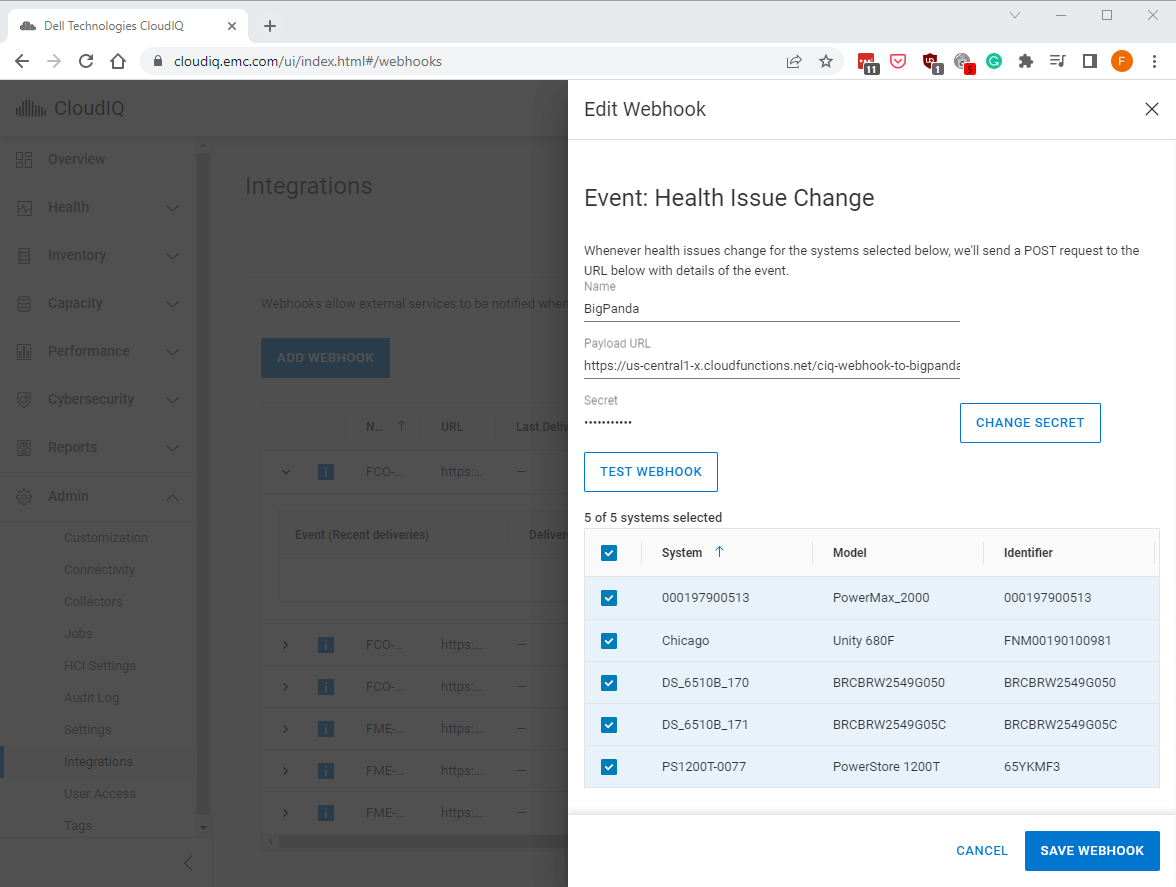 Dell Technologies CloudIQ
cloudiq.emc.com/ui/index.html#/webhooks
11
1
5
F
CloudIQ
Overview
Health
Inventory
Capacity
Performance
Cybersecurity
Reports
Admin
Customization
Connectivity
Collectors
Jobs
HCI Settings
Audit Log
Settings
Integrations
User Access
Tags
Integrations
Webhooks allow external services to be notified when
ADD WEBHOOK
N... URL Last Deliv
FCO-... https:... —
Event (Recent deliveries) Delivere
FCO-... https:... —
FCO-... https:... —
FME-... https:... —
FME-... https:... —
FME-... https:... —
Edit Webhook
Event: Health Issue Change
Whenever health issues change for the systems selected below, we'll send a POST request to the
URL below with details of the event.
Name
BigPanda
Payload URL
https://us-central1-x.cloudfunctions.net/ciq-webhook-to-bigpanda
Secret
•••••••••••
CHANGE SECRET
TEST WEBHOOK
5 of 5 systems selected
System Model Identifier
000197900513 PowerMax_2000 000197900513
Chicago Unity 680F FNM00190100981
DS_6510B_170 BRCBRW2549G050 BRCBRW2549G050
DS_6510B_171 BRCBRW2549G05C BRCBRW2549G05C
PS1200T-0077 PowerStore 1200T 65YKMF3
CANCEL SAVE WEBHOOK